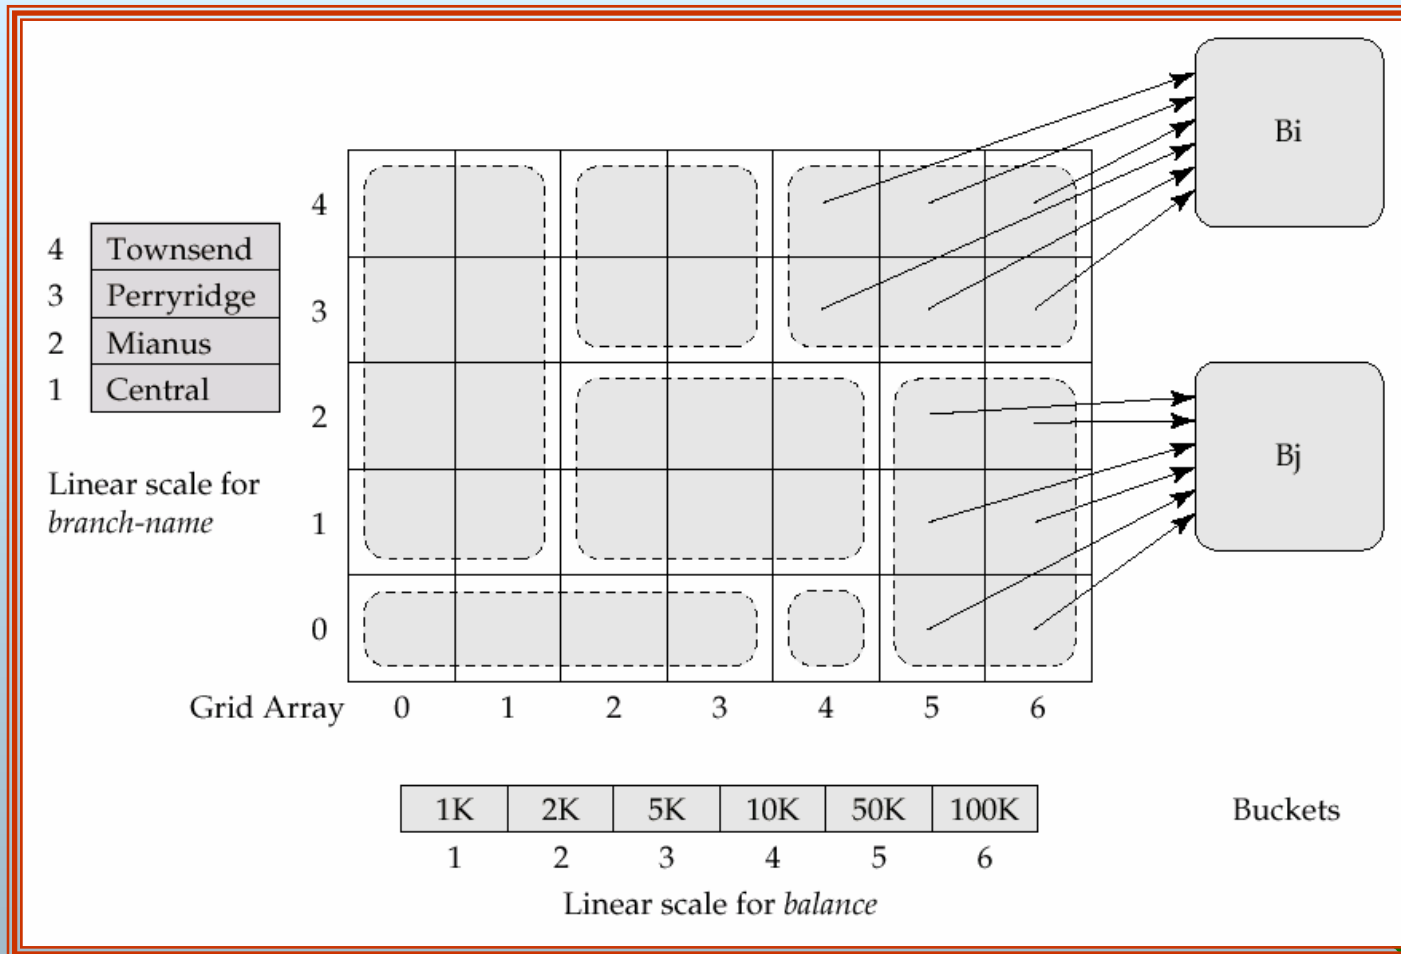 Bi
4
4 Townsend
3 Perryridge
3
2 Mianus
1 Central
2
Bj
Linear scale for
branch-name
1
0
Grid Array 0 1 2 3 4 5 6
1K 2K 5K 10K 50K 100K
Buckets
1 2 3 4 5 6
Linear scale for balance